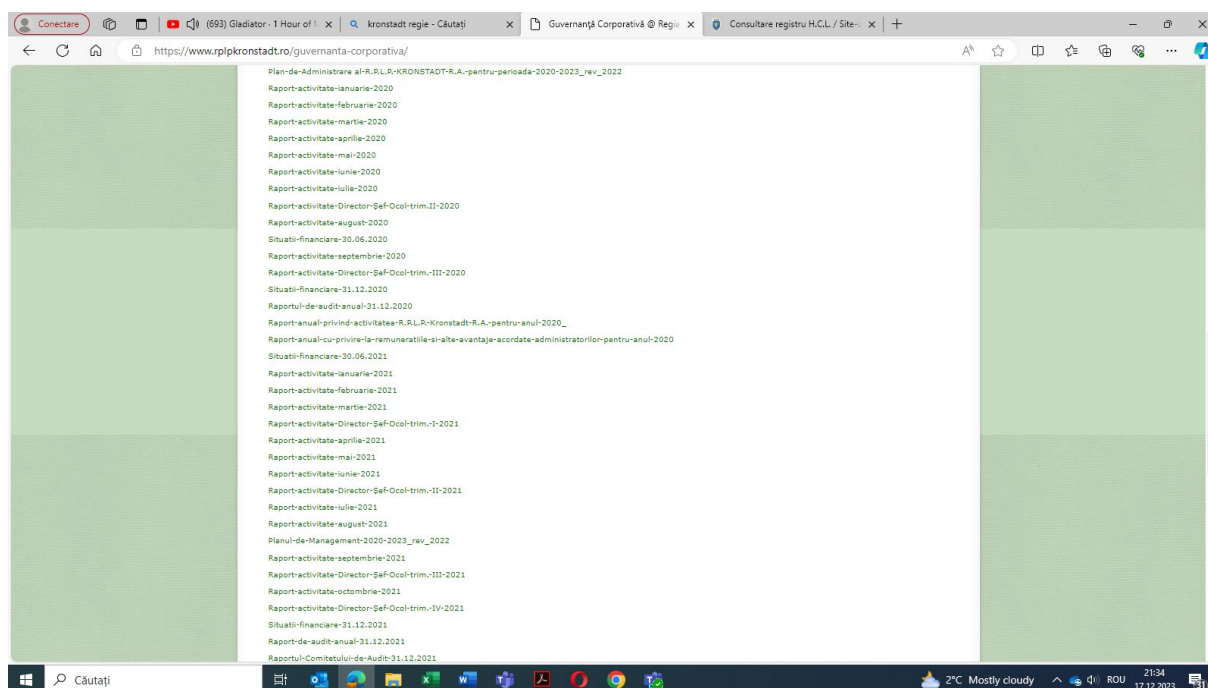 Conectare
(693) Gladiator - 1 Hour of
kronstadt regie - Căutați
Guvernanță Corporativă @ Regia
Consultare registru H.C.L. / Site-
https://www.rplpkronstadt.ro/guvernanta-corporativa/
Plan-de-Administrare al-R.P.L.P.-KRONSTADT-R.A.-pentru-perioada-2020-2023_rev_2022
Raport-activitate-ianuarie-2020
Raport-activitate-februarie-2020
Raport-activitate-martie-2020
Raport-activitate-aprilie-2020
Raport-activitate-mai-2020
Raport-activitate-iunie-2020
Raport-activitate-iulie-2020
Raport-activitate-Director-Șef-Ocol-trim.II-2020
Raport-activitate-august-2020
Situatii-financiare-30.06.2020
Raport-activitate-septembrie-2020
Raport-activitate-Director-Șef-Ocol-trim.-III-2020
Situatii-financiare-31.12.2020
Raportul-de-audit-anual-31.12.2020
Raport-anual-privind-activitatea-R.P.L.P.-Kronstadt-R.A.-pentru-anul-2020_
Raport-anual-cu-privire-la-remuneratiile-si-alte-avantaje-acordate-administratorilor-pentru-anul-2020
Situatii-financiare-30.06.2021
Raport-activitate-ianuarie-2021
Raport-activitate-februarie-2021
Raport-activitate-martie-2021
Raport-activitate-Director-Șef-Ocol-trim.-I-2021
Raport-activitate-aprilie-2021
Raport-activitate-mai-2021
Raport-activitate-iunie-2021
Raport-activitate-Director-Șef-Ocol-trim.-II-2021
Raport-activitate-iulie-2021
Raport-activitate-august-2021
Planul-de-Management-2020-2023_rev_2022
Raport-activitate-septembrie-2021
Raport-activitate-Director-Șef-Ocol-trim.-III-2021
Raport-activitate-octombrie-2021
Raport-activitate-Director-Șef-Ocol-trim.-IV-2021
Situatii-financiare-31.12.2021
Raport-de-audit-anual-31.12.2021
Raportul-Comitetului-de-Audit-31.12.2021
Căutați
2°C Mostly cloudy
ROU
21:34
17.12.2023